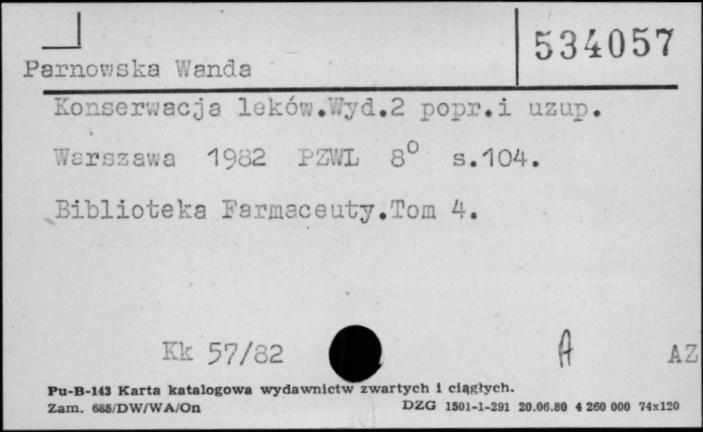 534057
Parnowska Wanda
Konserwacja leków.Wyd.2 popr.i uzup.
Warszawa 1982 PZWL 8° s.104.
Biblioteka Farmaceuty.Tom 4.
Kk 57/82 A AZ
Pu-B-143 Karta katalogowa wydawnictw zwartych i ciągłych.
Zam. 685/DW/WA/On DZG 1501-1-291 20.06.80 4 260 000 74x120